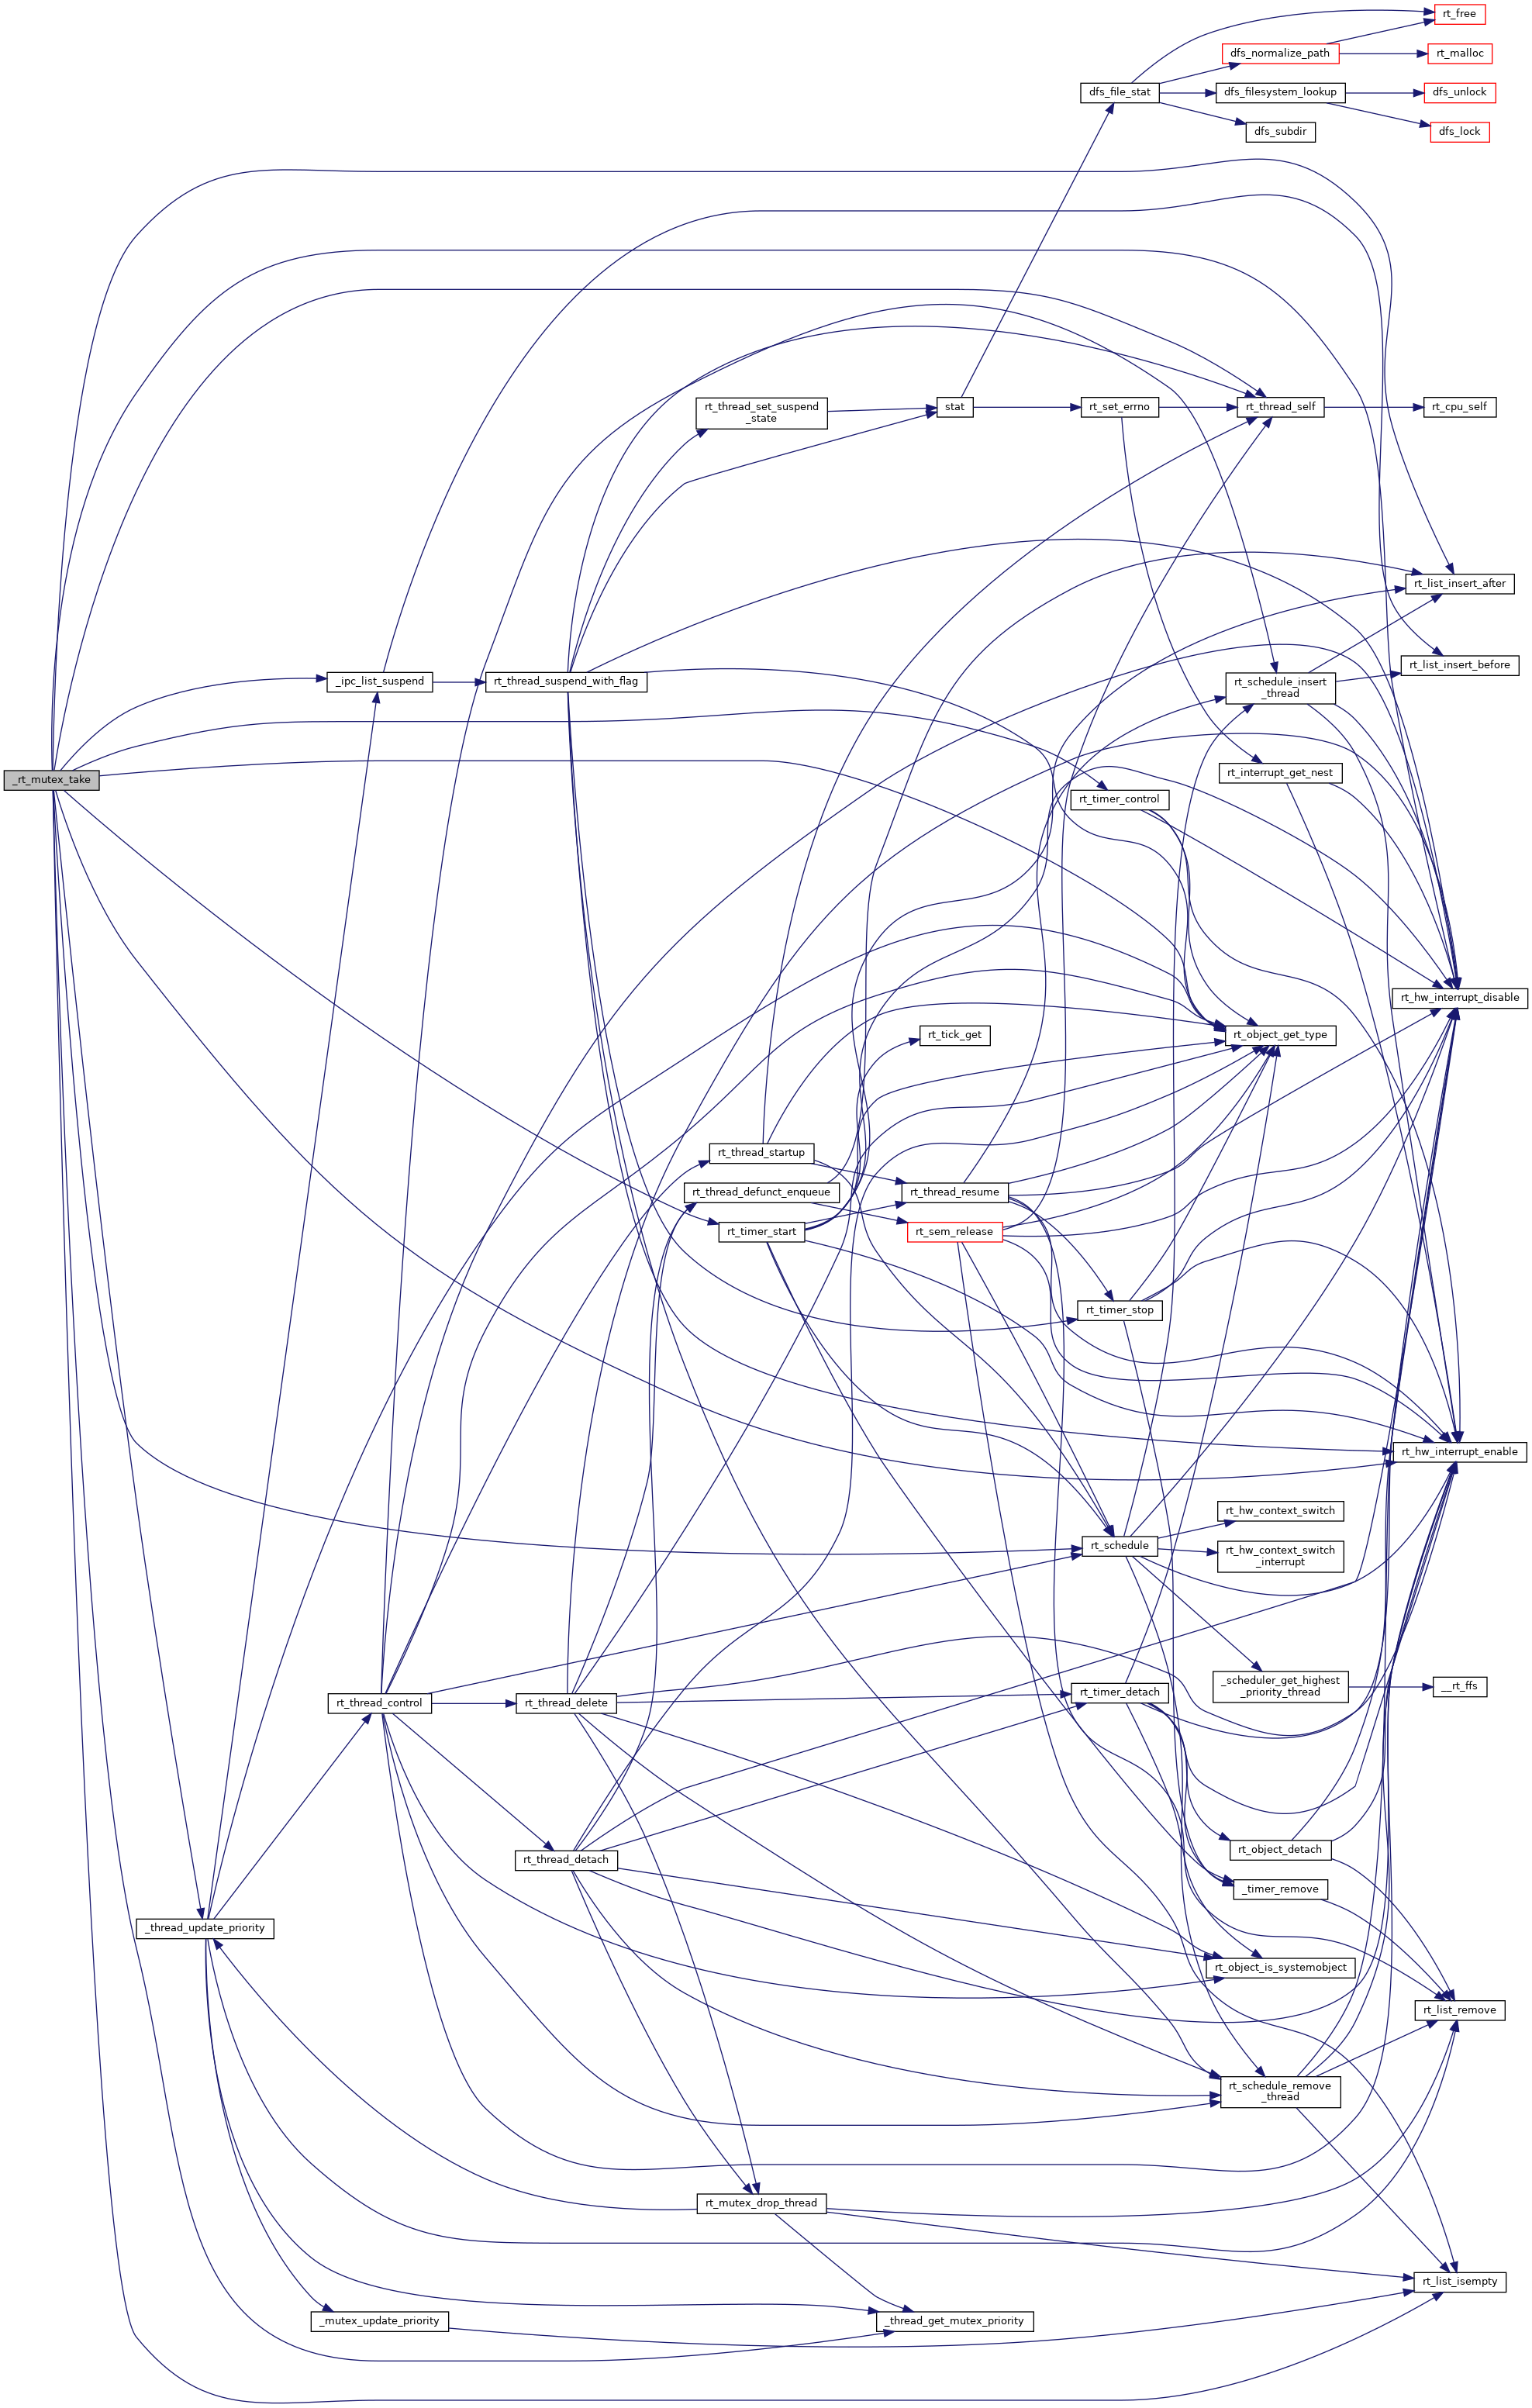 rt_free
dfs_normalize_path
rt_malloc
dfs_file_stat
dfs_filesystem_lookup
dfs_unlock
dfs_subdir
dfs_lock
rt_thread_set_suspend
_state
stat
rt_set_errno
rt_thread_self
rt_cpu_self
rt_list_insert_after
rt_list_insert_before
_ipc_list_suspend
rt_thread_suspend_with_flag
rt_schedule_insert
_thread
_rt_mutex_take
rt_interrupt_get_nest
rt_timer_control
rt_hw_interrupt_disable
rt_tick_get
rt_object_get_type
rt_thread_startup
rt_thread_defunct_enqueue
rt_thread_resume
rt_timer_start
rt_sem_release
rt_timer_stop
rt_hw_interrupt_enable
rt_hw_context_switch
rt_schedule
rt_hw_context_switch
_interrupt
_scheduler_get_highest
_priority_thread
__rt_ffs
rt_thread_control
rt_thread_delete
rt_timer_detach
rt_thread_detach
rt_object_detach
_timer_remove
_thread_update_priority
rt_object_is_systemobject
rt_list_remove
rt_schedule_remove
_thread
rt_mutex_drop_thread
rt_list_isempty
_mutex_update_priority
_thread_get_mutex_priority